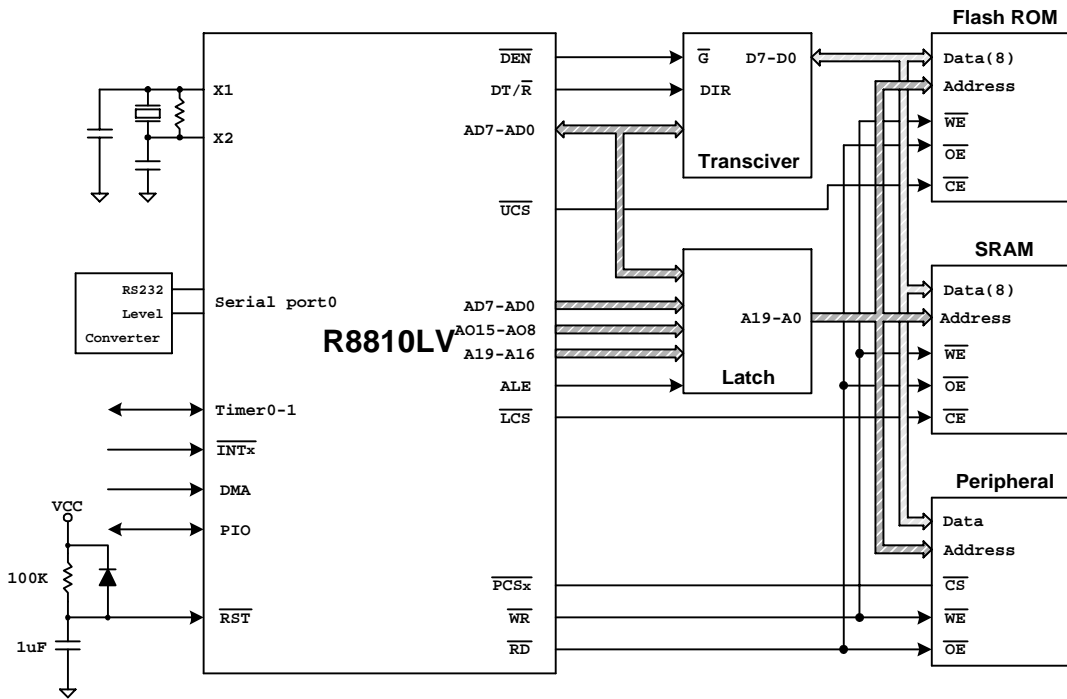 Flash ROM
DEN
DT/R
AD7-AD0
UCS
AD7-AD0
AO15-AO8
A19-A16
ALE
LCS
PCSx
WR
RD
X1
X2
Serial port0
R8810LV
Timer0-1
INTx
DMA
PIO
RST
RS232
Level
Converter
VCC
100K
1uF
G
D7-D0
DIR
Transciver
A19-A0
Latch
Data(8)
Address
WE
OE
CE
SRAM
Data(8)
Address
WE
OE
CE
Peripheral
Data
Address
CS
WE
OE